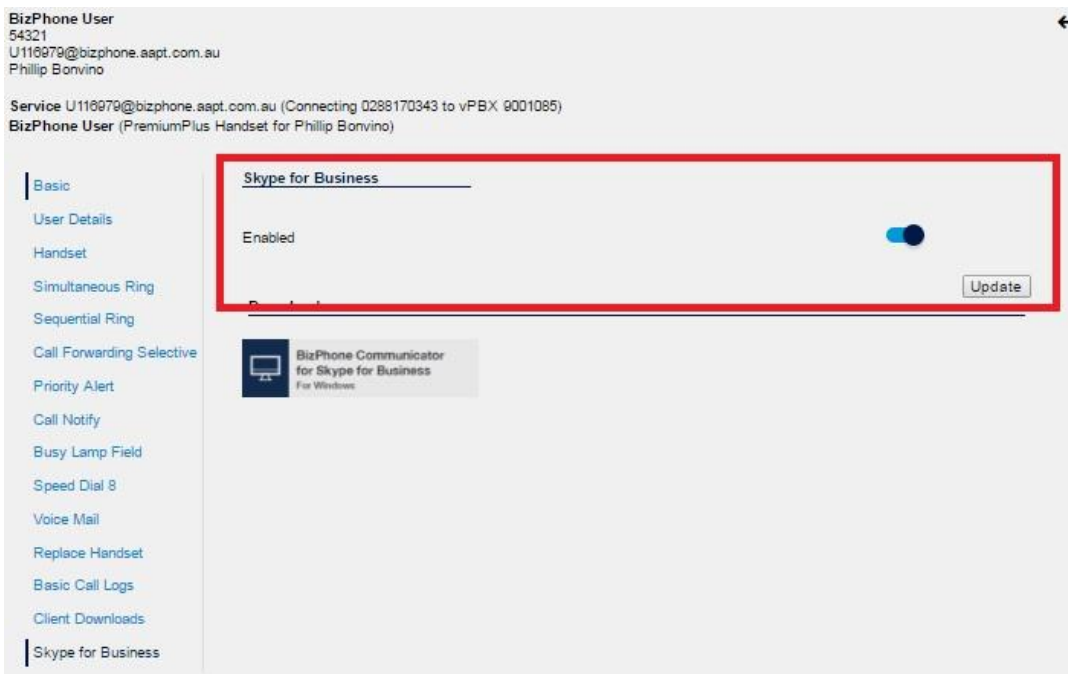 BizPhone User
54321
U116979@bizphone.aapt.com.au
Phillip Bonvino
Service U116979@bizphone.aapt.com.au (Connecting 0288170343 to vPBX 9001085)
BizPhone User (PremiumPlus Handset for Phillip Bonvino)
Basic
User Details
Handset
Simultaneous Ring
Sequential Ring
Call Forwarding Selective
Priority Alert
Call Notify
Busy Lamp Field
Speed Dial 8
Voice Mail
Replace Handset
Basic Call Logs
Client Downloads
Skype for Business
Skype for Business
Enabled
Update
BizPhone Communicator
for Skype for Business
For Windows